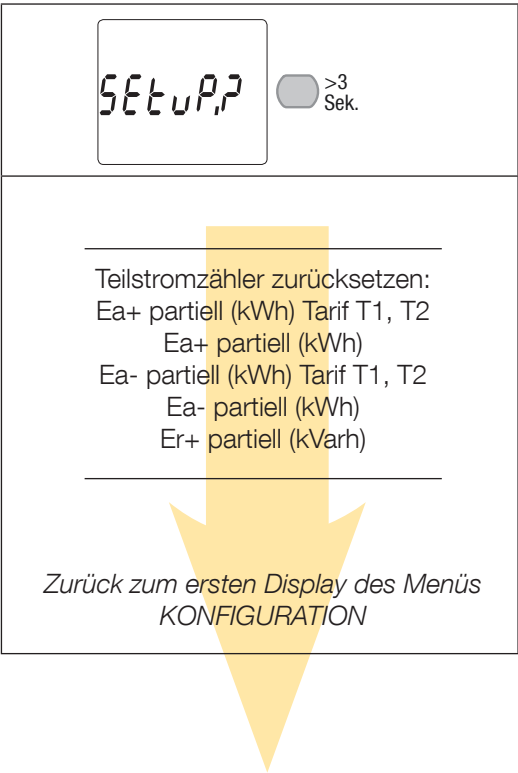 SEtuP.?
>3
Sek.
Teilstromzähler zurücksetzen:
Ea+ partiell (kWh) Tarif T1, T2
Ea+ partiell (kWh)
Ea- partiell (kWh) Tarif T1, T2
Ea- partiell (kWh)
Er+ partiell (kVarh)
Zurück zum ersten Display des Menüs
KONFIGURATION